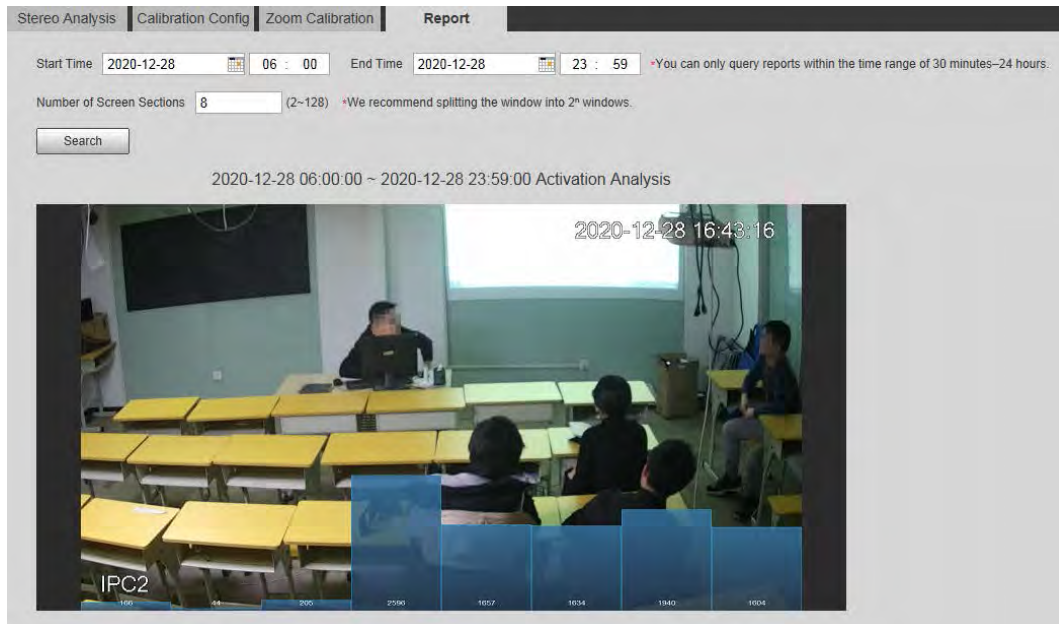 Stereo Analysis Calibration Config Zoom Calibration Report
Start Time 2020-12-28 06 : 00 End Time 2020-12-28 23 : 59 *You can only query reports within the time range of 30 minutes–24 hours.
Number of Screen Sections 8 (2~128) *We recommend splitting the window into 2ⁿ windows.
Search
2020-12-28 06:00:00 ~ 2020-12-28 23:59:00 Activation Analysis
2020-12-28 16:43:16
IPC2
166 44 205 2596 1657 1634 1940 1604